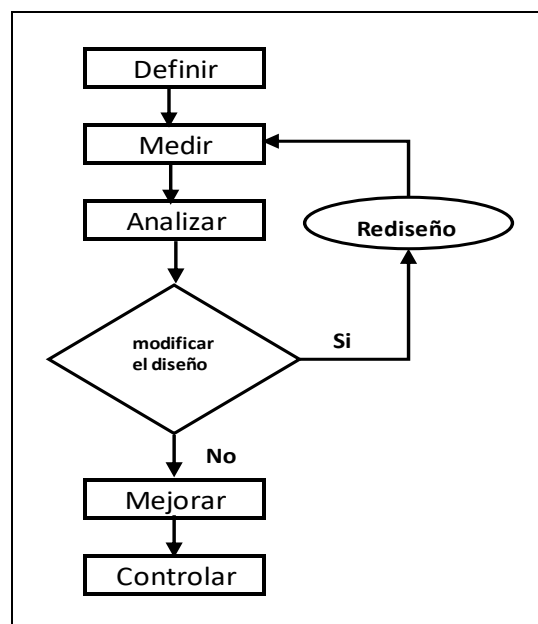 Definir
Medir
Analizar
Rediseño
modificar
el diseño
Si
No
Mejorar
Controlar